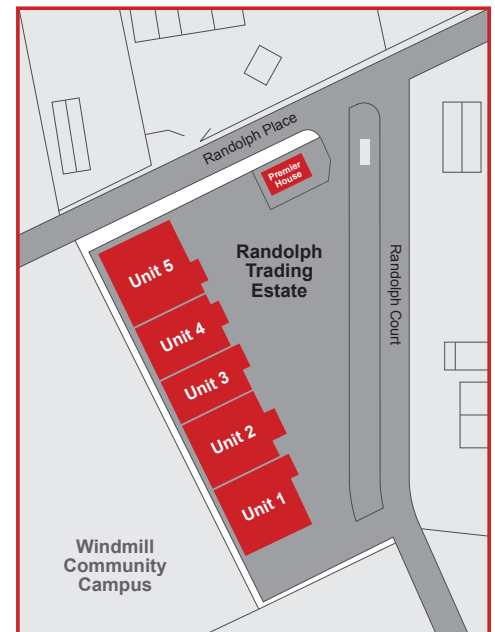 Randolph Place
Premier
House
Randolph
Trading
Estate
Randolph Court
Unit 5
Unit 4
Unit 3
Unit 2
Unit 1
Windmill
Community
Campus